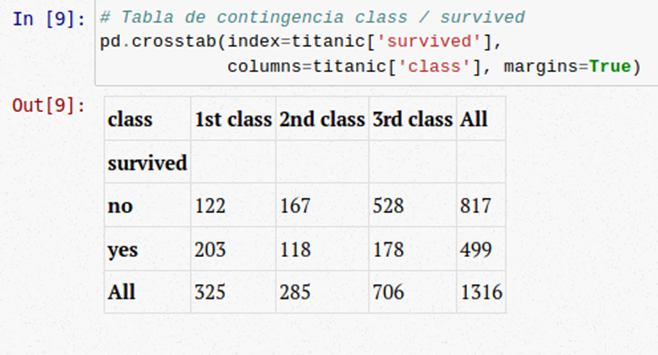 In [9]: # Tabla de contingencia class / survived
pd.crosstab(index=titanic['survived'],
columns=titanic['class'], margins=True)
Out[9]:
class 1st class 2nd class 3rd class All
survived
no 122 167 528 817
yes 203 118 178 499
All 325 285 706 1316